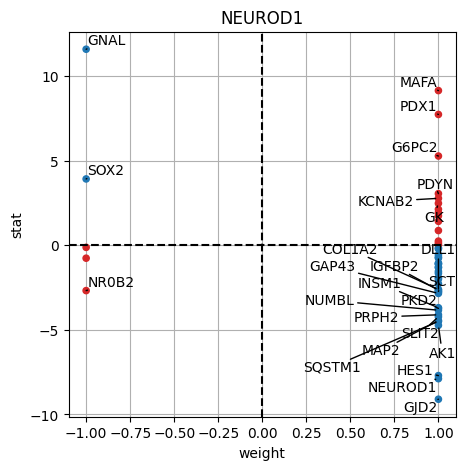 NEUROD1
GNAL
MAFA
PDX1
G6PC2
SOX2
PDYN
KCNAB2
GK
COL1A2
DLL1
GAP43
IGFBP2
NR0B2
INSM1
SCT
NUMBL
PKD2
PRPH2
SLIT2
MAP2
AK1
SQSTM1
HES1
NEUROD1
GJD2
stat
10
5
0
−5
−10
−1.00 −0.75 −0.50 −0.25 0.00 0.25 0.50 0.75 1.00
weight